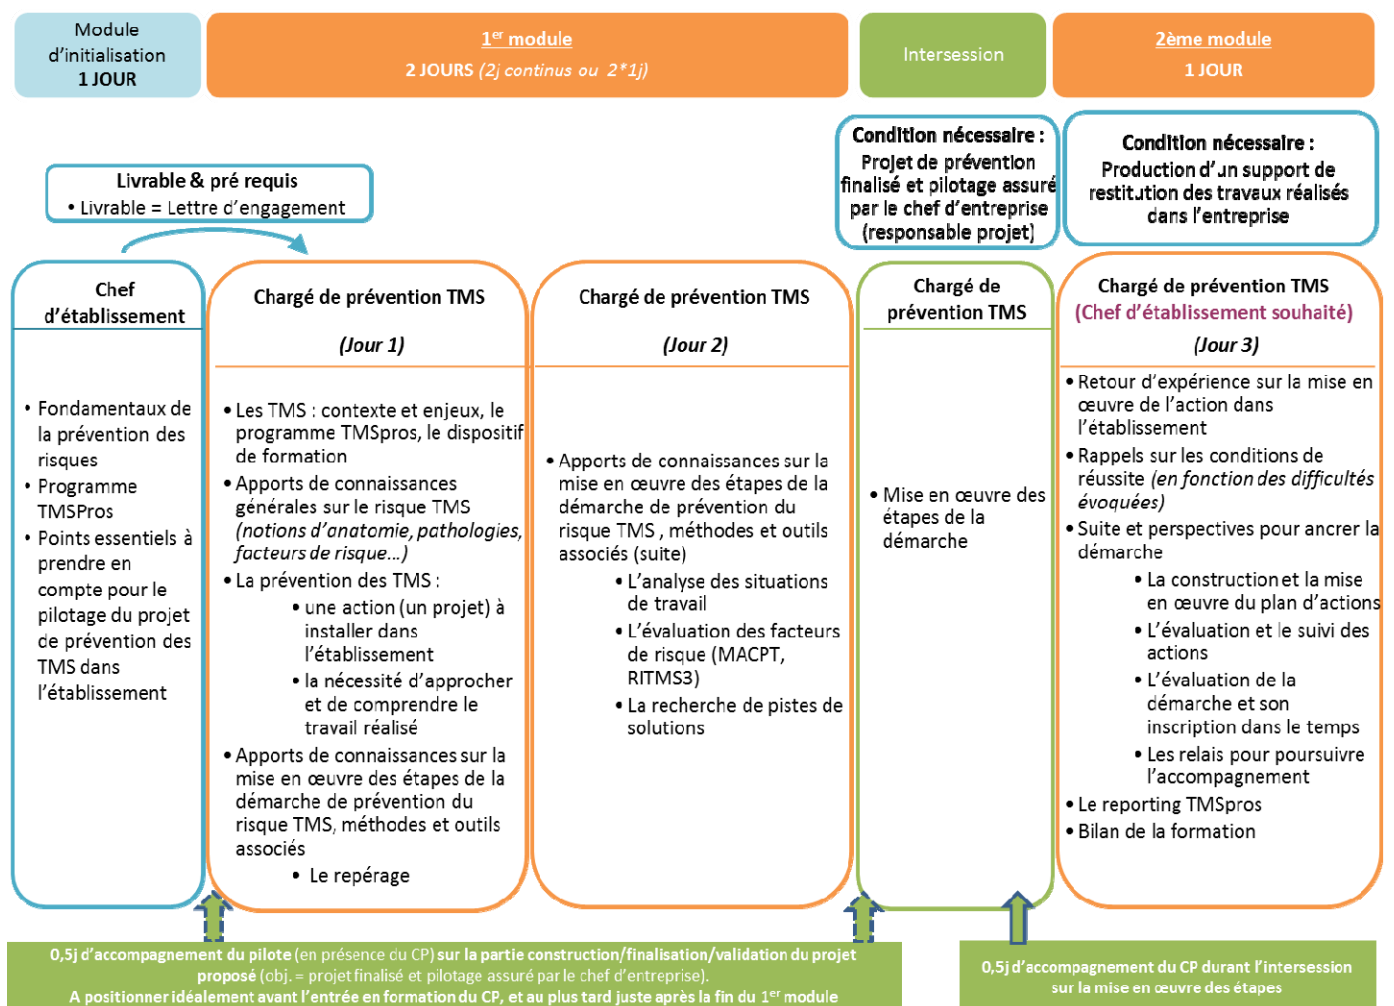 Module
d'initialisation
1 JOUR
1er module
2 JOURS (2j continus ou 2*1j)
Intersession
2ème module
1 JOUR
Livrable & pré requis
• Livrable = Lettre d'engagement
Condition nécessaire :
Projet de prévention
finalisé et pilotage assuré
par le chef d'entreprise
(responsable projet)
Condition nécessaire :
Production d'un support de
restitution des travaux réalisés
dans l'entreprise
Chef
d'établissement
• Fondamentaux de
la prévention des
risques
• Programme
TMSPros
• Points essentiels à
prendre en
compte pour le
pilotage du projet
de prévention des
TMS dans
l'établissement
Chargé de prévention TMS
(Jour 1)
• Les TMS : contexte et enjeux, le
programme TMSpros, le dispositif
de formation
• Apports de connaissances
générales sur le risque TMS
(notions d'anatomie, pathologies,
facteurs de risque...)
• La prévention des TMS :
• une action (un projet) à
installer dans
l'établissement
• la nécessité d'approcher
et de comprendre le
travail réalisé
• Apports de connaissances sur la
mise en œuvre des étapes de la
démarche de prévention du
risque TMS, méthodes et outils
associés
• Le repérage
Chargé de prévention TMS
(Jour 2)
• Apports de connaissances sur la
mise en œuvre des étapes de la
démarche de prévention du
risque TMS , méthodes et outils
associés (suite)
• L'analyse des situations
de travail
• L'évaluation des facteurs
de risque (MACPT,
RITMS3)
• La recherche de pistes de
solutions
Chargé de
prévention TMS
• Mise en œuvre des
étapes de la
démarche
Chargé de prévention TMS
(Chef d'établissement souhaité)
(Jour 3)
• Retour d'expérience sur la mise en
œuvre de l'action dans
l'établissement
• Rappels sur les conditions de
réussite (en fonction des difficultés
évoquées)
• Suite et perspectives pour ancrer la
démarche
• La construction et la mise
en œuvre du plan d'actions
• L'évaluation et le suivi des
actions
• L'évaluation de la
démarche et son
inscription dans le temps
• Les relais pour poursuivre
l'accompagnement
• Le reporting TMSpros
• Bilan de la formation
0,5j d'accompagnement du pilote (en présence du CP) sur la partie construction/finalisation/validation du projet
proposé (obj. = projet finalisé et pilotage assuré par le chef d'entreprise).
A positionner idéalement avant l'entrée en formation du CP, et au plus tard juste après la fin du 1er module
0,5j d'accompagnement du CP durant l'intersession
sur la mise en œuvre des étapes